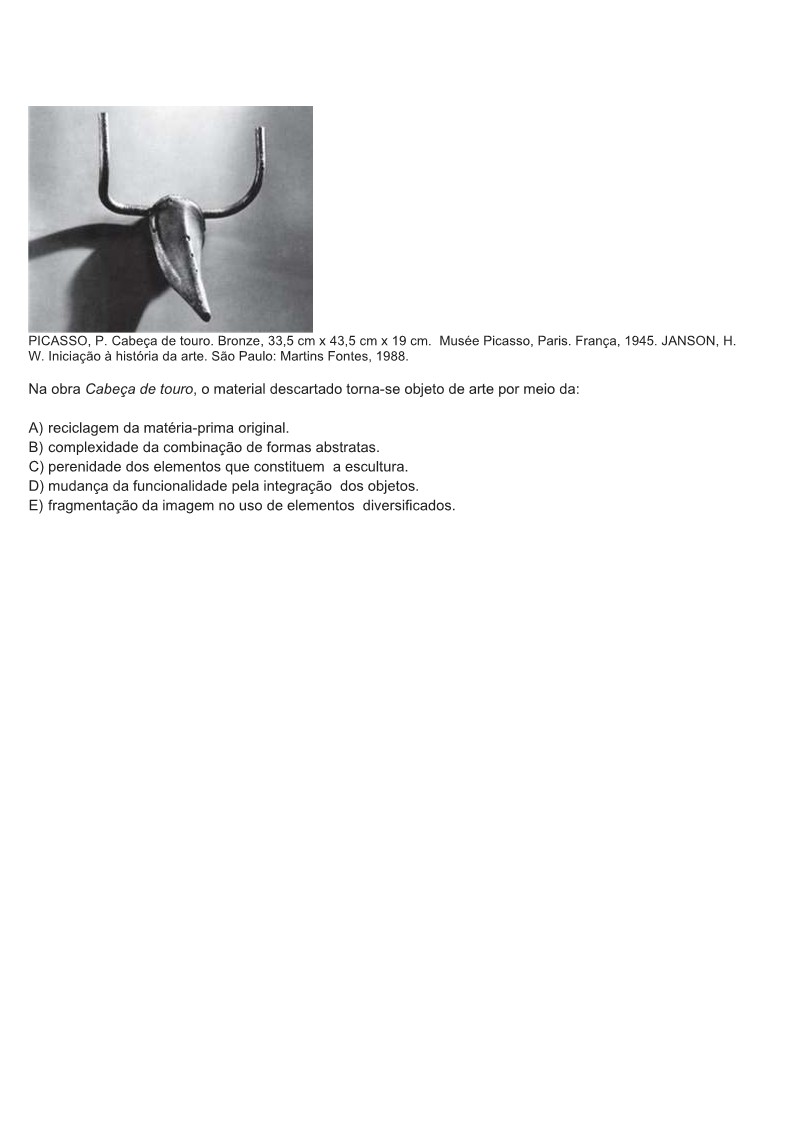 PICASSO, P. Cabeça de touro. Bronze, 33,5 cm x 43,5 cm x 19 cm.  Musée Picasso, Paris. França, 1945. JANSON, H.
W. Iniciação à história da arte. São Paulo: Martins Fontes, 1988.
Na obra Cabeça de touro, o material descartado torna-se objeto de arte por meio da:
A) reciclagem da matéria-prima original.
B) complexidade da combinação de formas abstratas.
C) perenidade dos elementos que constituem  a escultura.
D) mudança da funcionalidade pela integração  dos objetos.
E) fragmentação da imagem no uso de elementos  diversificados.